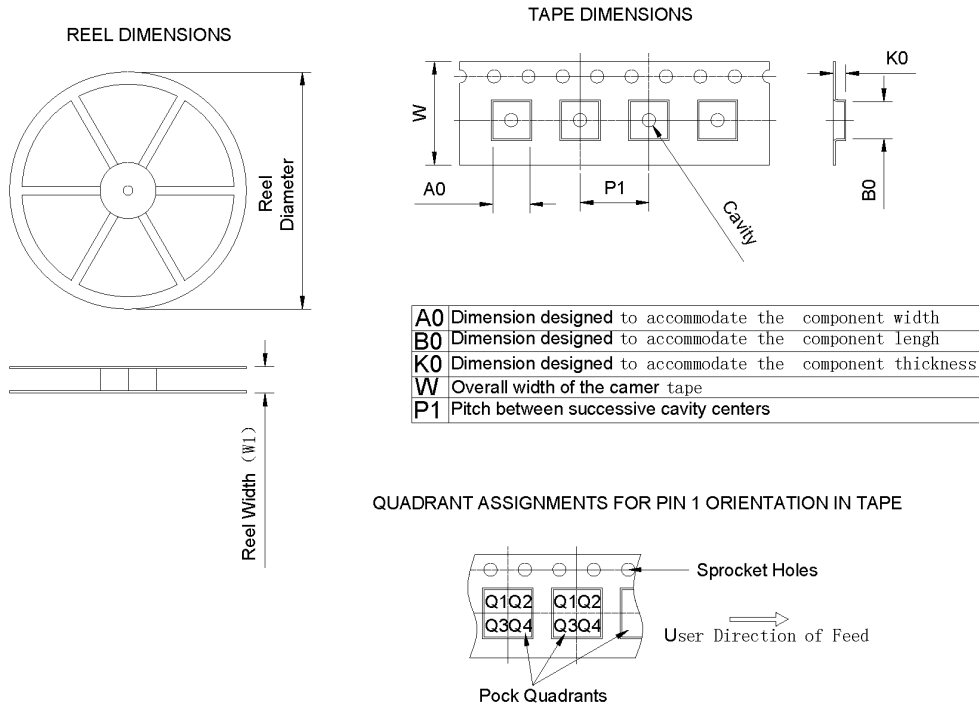 REEL DIMENSIONS
Reel
Diameter
Reel Width (W1)
TAPE DIMENSIONS
W
A0
P1
Cavity
K0
B0
A0 Dimension designed to accommodate the component width
B0 Dimension designed to accommodate the component lengh
K0 Dimension designed to accommodate the component thickness
W Overall width of the camer tape
P1 Pitch between successive cavity centers
QUADRANT ASSIGNMENTS FOR PIN 1 ORIENTATION IN TAPE
Sprocket Holes
Q1Q2 Q1Q2
Q3Q4 Q3Q4
User Direction of Feed
Pock Quadrants